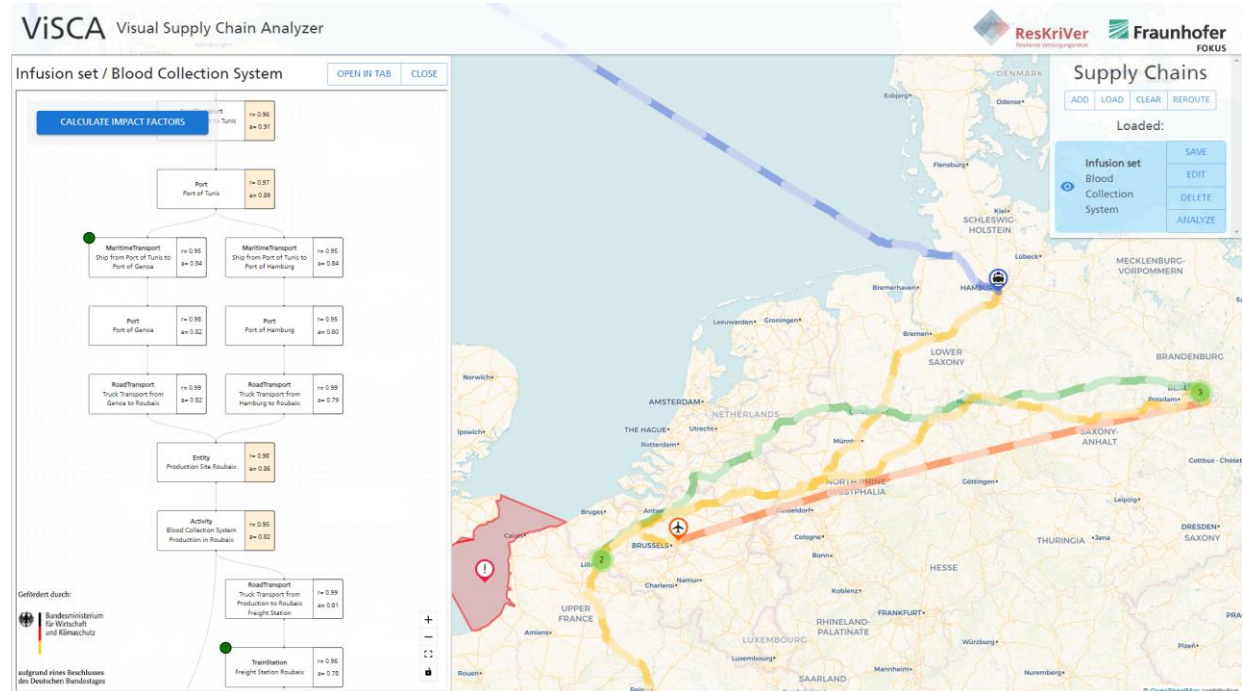 ViSCA Visual Supply Chain Analyzer
ResKriVer
Resiliente Versorgungsnetze
Fraunhofer
FOKUS
Infusion set / Blood Collection System
OPEN IN TAB
CLOSE
CALCULATE IMPACT FACTORS
to Tunis
r= 0.96
a= 0.91
Port
Port of Tunis
r= 0.97
a= 0.89
MaritimeTransport
Ship from Port of Tunis to
Port of Genoa
r= 0.95
a= 0.84
MaritimeTransport
Ship from Port of Tunis to
Port of Hamburg
r= 0.95
a= 0.84
Port
Port of Genoa
r= 0.98
a= 0.82
Port
Port of Hamburg
r= 0.95
a= 0.80
RoadTransport
Truck Transport from
Genoa to Roubaix
r= 0.99
a= 0.82
RoadTransport
Truck Transport from
Hamburg to Roubaix
r= 0.99
a= 0.79
Entity
Production Site Roubaix
r= 0.98
a= 0.86
Activity
Blood Collection System
Production in Roubaix
r= 0.95
a= 0.82
RoadTransport
Truck Transport from
Production to Roubaix
Freight Station
r= 0.99
a= 0.81
TrainStation
Freight Station Roubaix
r= 0.96
a= 0.78
Gefördert durch:
Bundesministerium
für Wirtschaft
und Klimaschutz
aufgrund eines Beschlusses
des Deutschen Bundestages
+
−
Supply Chains
ADD
LOAD
CLEAR
REROUTE
Loaded:
Infusion set
Blood
Collection
System
SAVE
EDIT
DELETE
ANALYZE
DENMARK
Esbjerg
Odense
Flensburg
Kiel
SCHLESWIG-
HOLSTEIN
Lübeck
MECKLENBURG-
VORPOMMERN
Bremerhaven
HAMBURG
Leeuwarden
Groningen
Bremen
LOWER
SAXONY
BRANDENBURG
Norwich
AMSTERDAM
NETHERLANDS
Potsdam
3
THE HAGUE
Utrecht
Ipswich
Rotterdam
Münster
SAXONY-
ANHALT
Cottbus - Chóśeb
NORTH RHINE-
WESTPHALIA
Göttingen
Leipzig
Bruges
Düsseldorf
Calais
BRUSSELS
Cologne
DRESDEN
SAXONY
THURINGIA
Jena
2
Bonn
!
HESSE
Namur
Charleroi
Koblenz
UPPER
FRANCE
FRANKFURT
Amiens
RHINELAND-
PALATINATE
Würzburg
LUXEMBOURG
Luxembourg
Plzeň
Rouen
Mannheim
Nuremberg
SAARLAND
© OpenStreetMap contributors